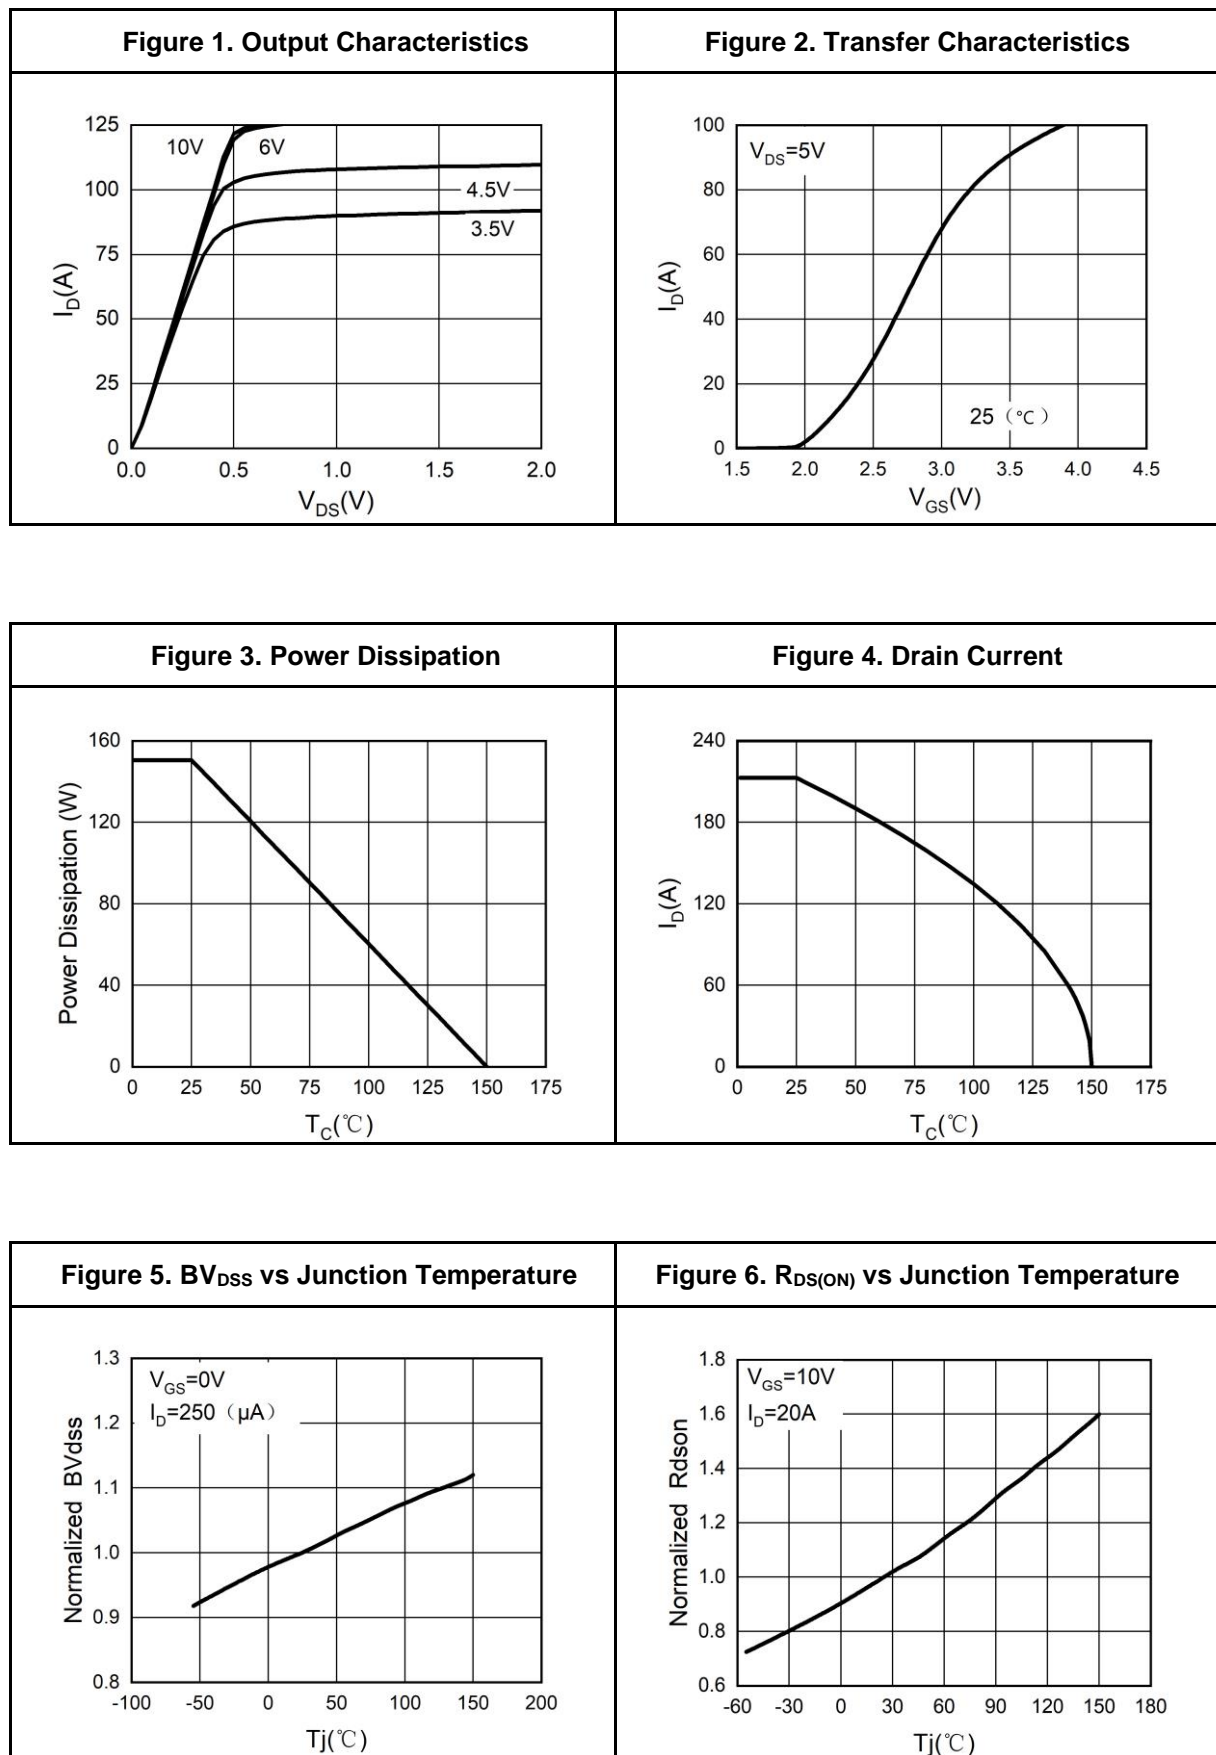 Figure 1. Output Characteristics
Figure 2. Transfer Characteristics
125
100
75
50
25
0
I_D(A)
10V
6V
4.5V
3.5V
0.0 0.5 1.0 1.5 2.0
V_DS(V)
100
80
60
40
20
0
I_D(A)
V_DS=5V
25（℃）
1.5 2.0 2.5 3.0 3.5 4.0 4.5
V_GS(V)
Figure 3. Power Dissipation
Figure 4. Drain Current
160
120
80
40
0
Power Dissipation (W)
0 25 50 75 100 125 150 175
T_C(℃)
240
180
120
60
0
I_D(A)
0 25 50 75 100 125 150 175
T_C(℃)
Figure 5. BV_DSS vs Junction Temperature
Figure 6. R_DS(ON) vs Junction Temperature
1.3
1.2
1.1
1.0
0.9
0.8
Normalized BVdss
V_GS=0V
I_D=250（μA）
-100 -50 0 50 100 150 200
Tj(℃)
1.8
1.6
1.4
1.2
1.0
0.8
0.6
Normalized Rdson
V_GS=10V
I_D=20A
-60 -30 0 30 60 90 120 150 180
Tj(℃)